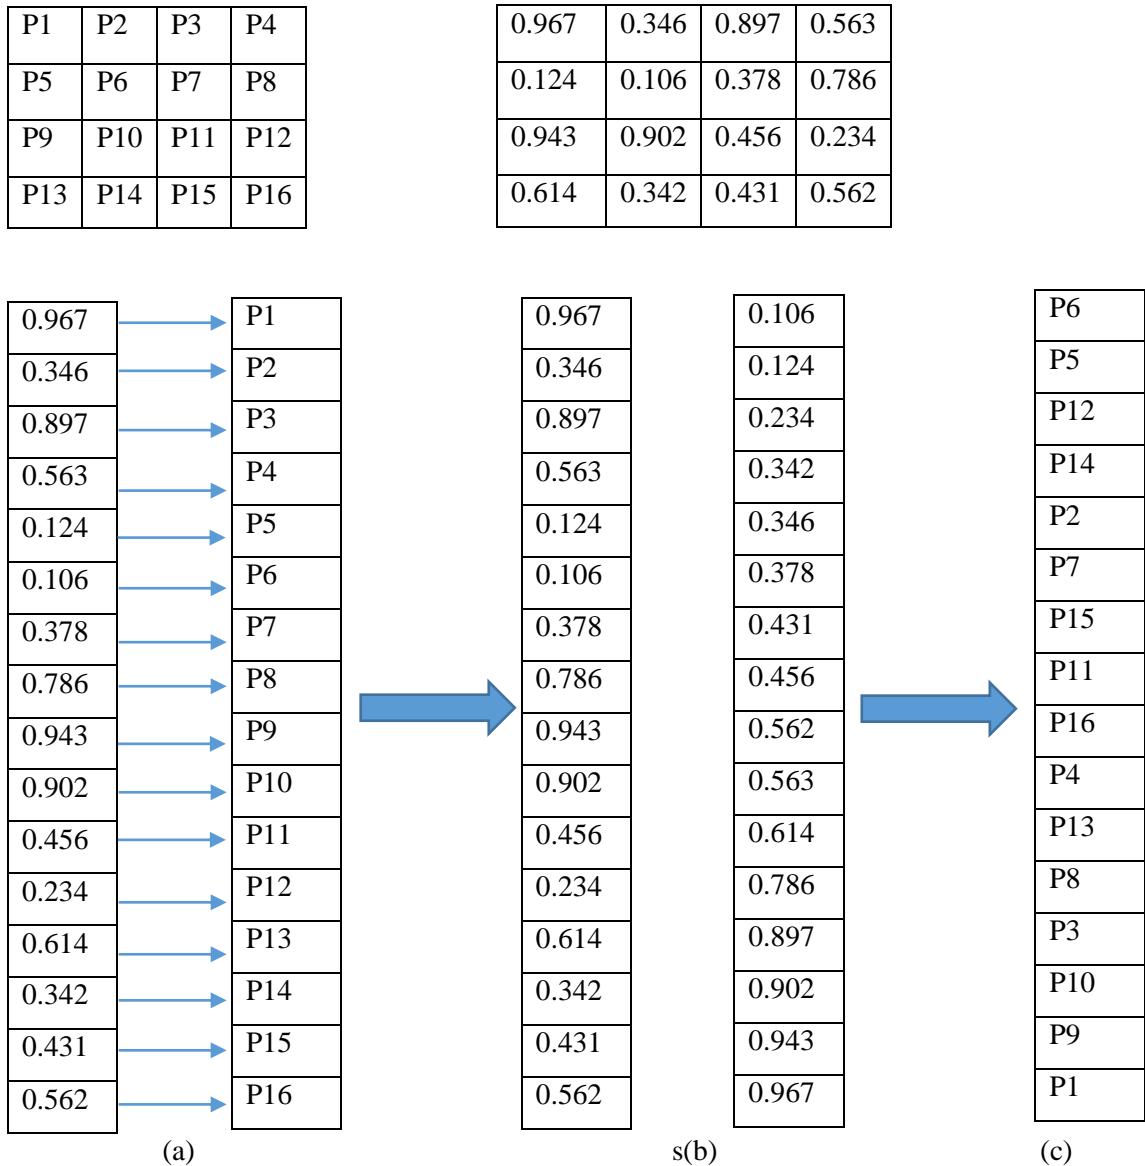 P1 P2 P3 P4
P5 P6 P7 P8
P9 P10 P11 P12
P13 P14 P15 P16
0.967 0.346 0.897 0.563
0.124 0.106 0.378 0.786
0.943 0.902 0.456 0.234
0.614 0.342 0.431 0.562
0.967 P1 0.967 0.106 P6
0.346 P2 0.346 0.124 P5
0.897 P3 0.897 0.234 P12
0.563 P4 0.563 0.342 P14
0.124 P5 0.124 0.346 P2
0.106 P6 0.106 0.378 P7
0.378 P7 0.378 0.431 P15
0.786 P8 0.786 0.456 P11
0.943 P9 0.943 0.562 P16
0.902 P10 0.902 0.563 P4
0.456 P11 0.456 0.614 P13
0.234 P12 0.234 0.786 P8
0.614 P13 0.614 0.897 P3
0.342 P14 0.342 0.902 P10
0.431 P15 0.431 0.943 P9
0.562 P16 0.562 0.967 P1
(a) s(b) (c)